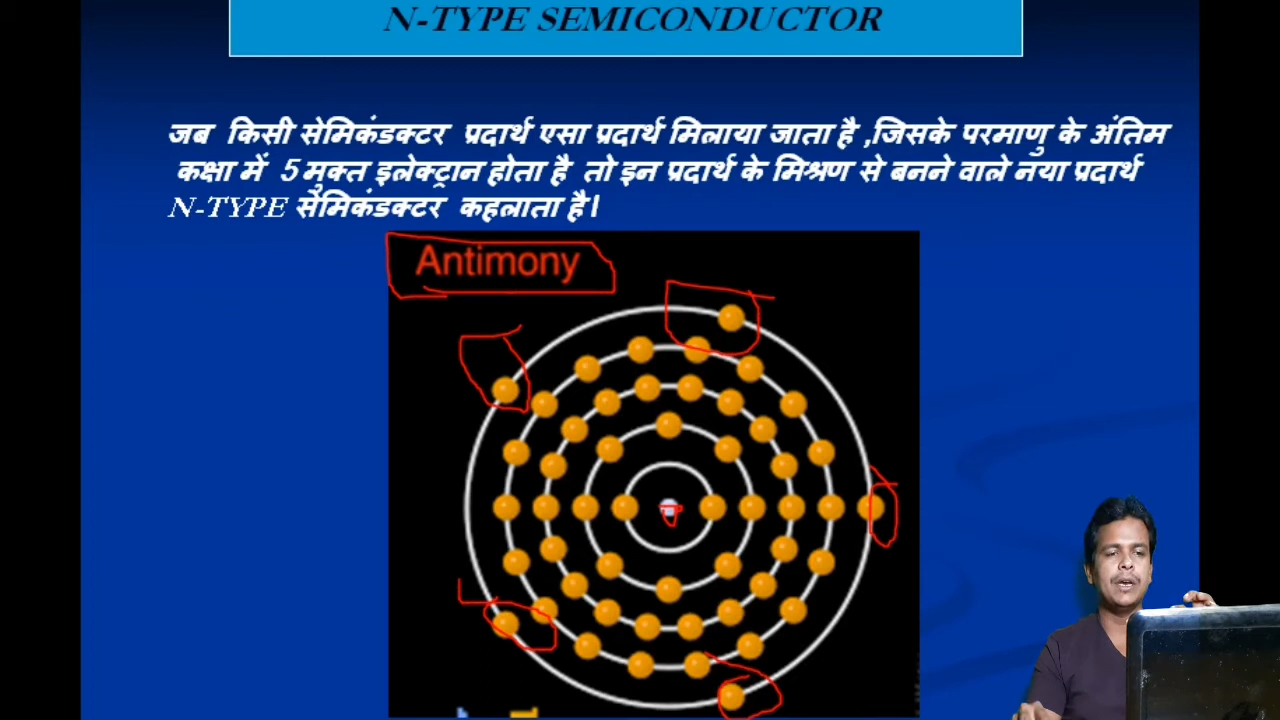 N-TYPE SEMICONDUCTOR
जब किसी सेमिकंडक्टर प्रदार्थ एसा प्रदार्थ मिलाया जाता है ,जिसके परमाणु के अंतिम
कक्षा में 5 मुक्त इलेक्ट्रान होता है तो इन प्रदार्थ के मिश्रण से बनने वाले नया प्रदार्थ
N-TYPE सैमिकंडक्टर कहलाता है।
Antimony